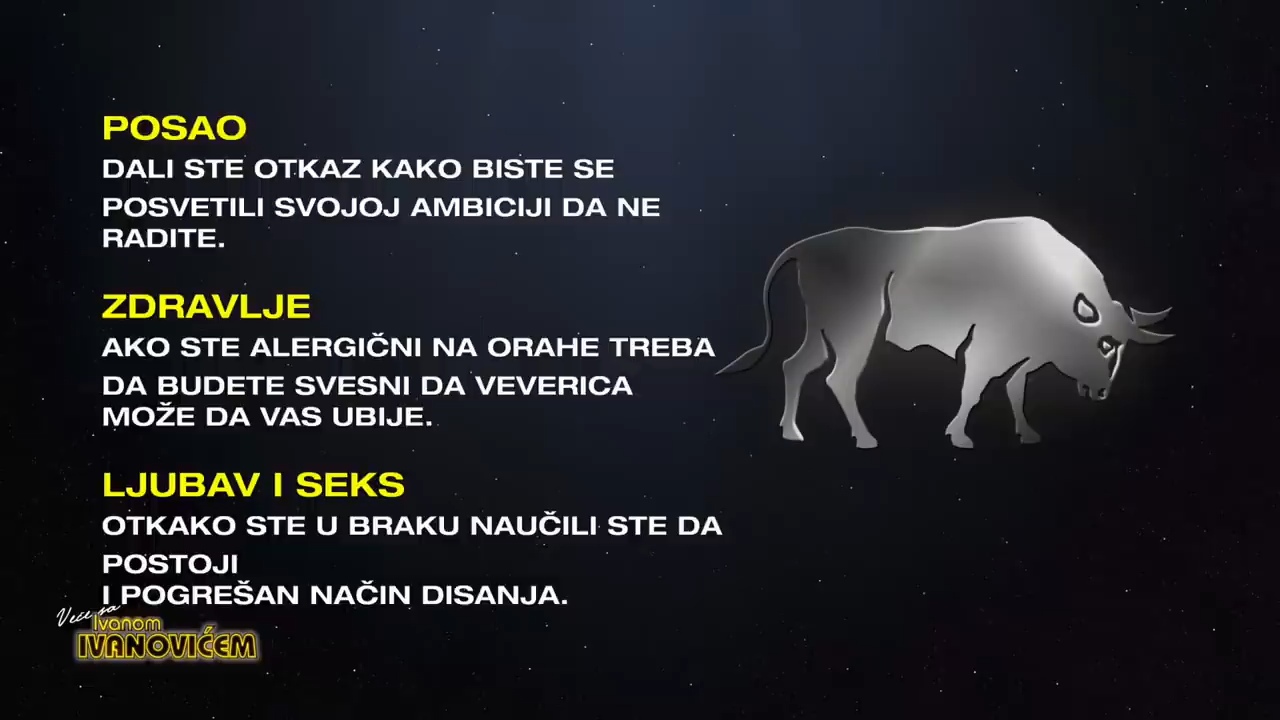 POSAO
DALI STE OTKAZ KAKO BISTE SE
POSVETILI SVOJOJ AMBICIJI DA NE
RADITE.
ZDRAVLJE
AKO STE ALERGIČNI NA ORAHE TREBA
DA BUDETE SVESNI DA VEVERICA
MOŽE DA VAS UBIJE.
LJUBAV I SEKS
OTKAKO STE U BRAKU NAUČILI STE DA
POSTOJI
I POGREŠAN NAČIN DISANJA.
Veče sa
Ivanom
IVANOVIĆEM